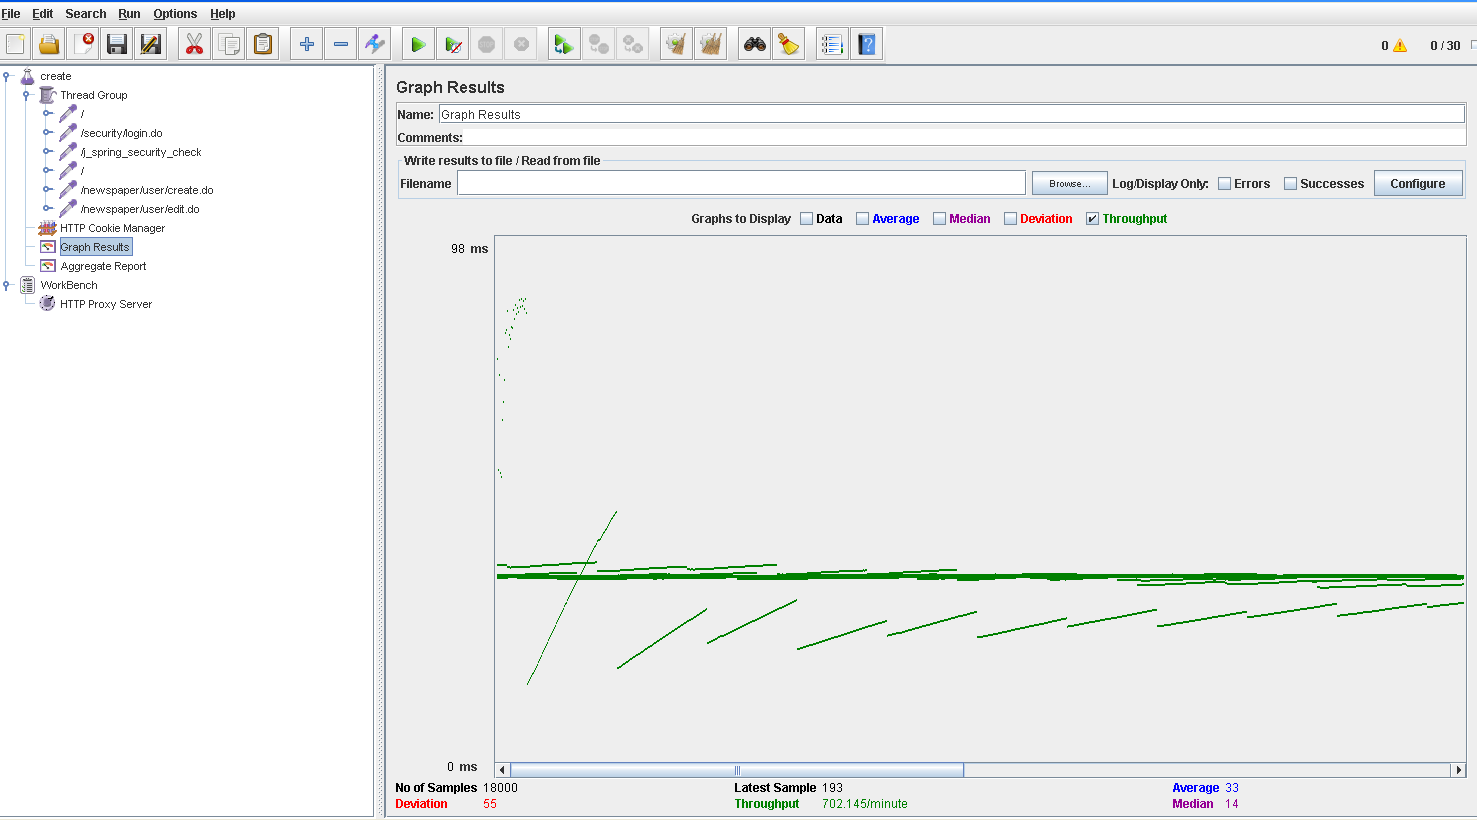 File Edit Search Run Options Help
0 0 / 30
create
Thread Group
/
/security/login.do
/j_spring_security_check
/
/newspaper/user/create.do
/newspaper/user/edit.do
HTTP Cookie Manager
Graph Results
Aggregate Report
WorkBench
HTTP Proxy Server
Graph Results
Name: Graph Results
Comments:
Write results to file / Read from file
Filename Browse... Log/Display Only: Errors Successes Configure
Graphs to Display Data Average Median Deviation Throughput
98 ms
0 ms
No of Samples 18000 Latest Sample 193 Average 33
Deviation 55 Throughput 702.145/minute Median 14